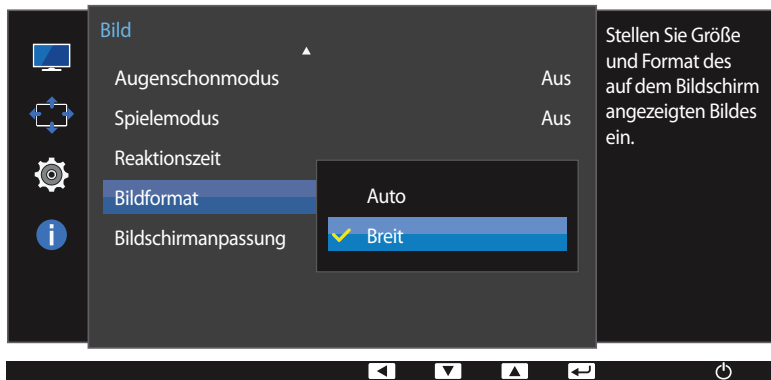 Bild
Augenschonmodus Aus
Spielemodus Aus
Reaktionszeit
Bildformat
Auto
Bildschirmanpassung
Breit
Stellen Sie Größe
und Format des
auf dem Bildschirm
angezeigten Bildes
ein.